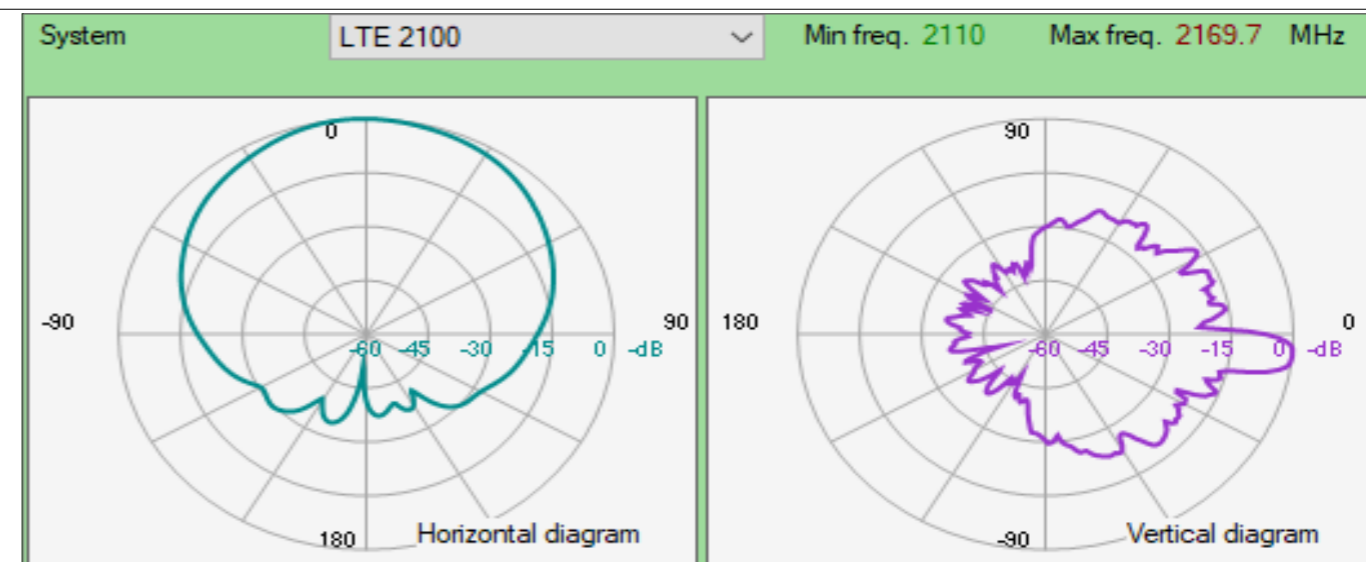 System LTE 2100 Min freq. 2110 Max freq. 2169.7 MHz
0
-90 90
-60 -45 -30 -15 0 -dB
180 Horizontal diagram
90
180 0
-60 -45 -30 -15 0 -dB
-90 Vertical diagram